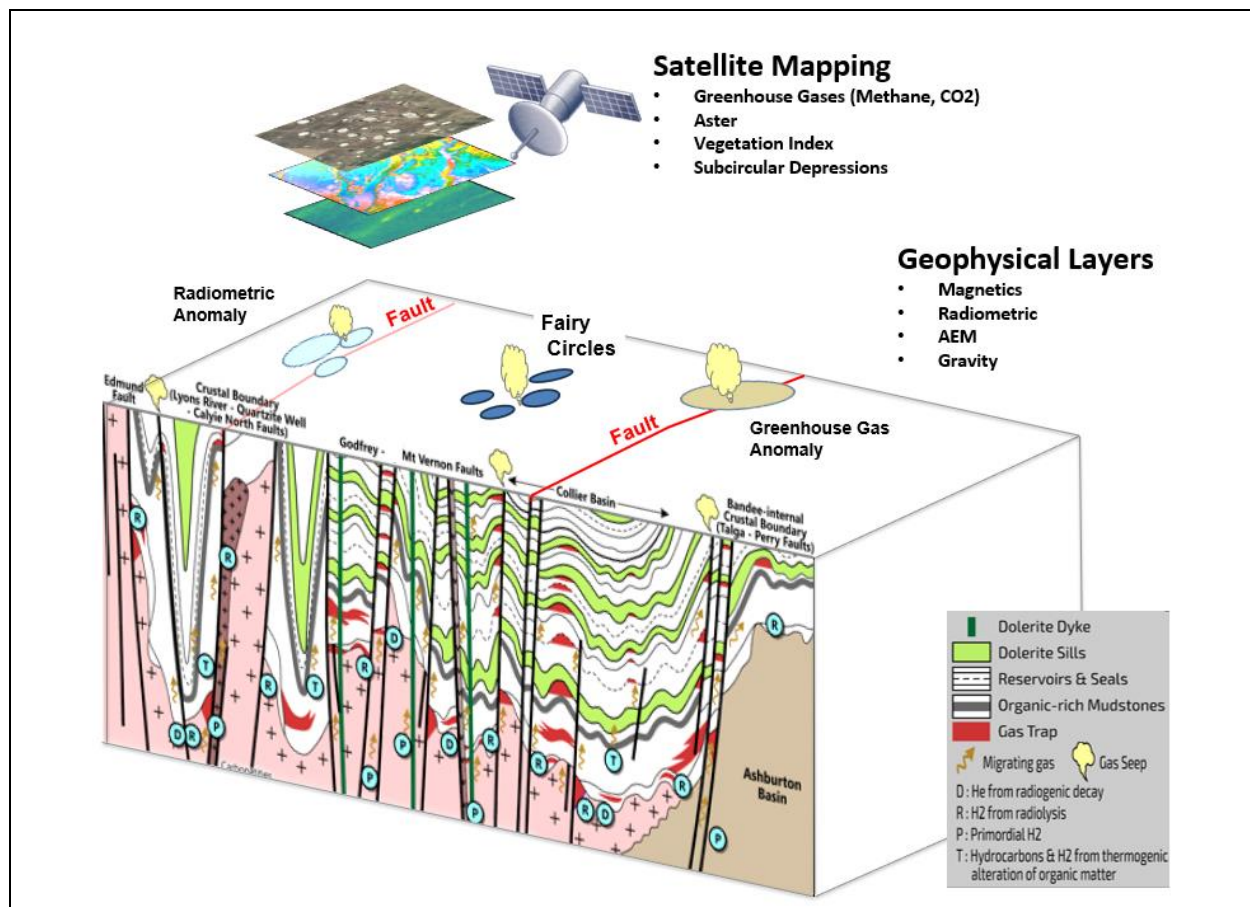 Satellite Mapping
• Greenhouse Gases (Methane, CO2)
• Aster
• Vegetation Index
• Subcircular Depressions
Geophysical Layers
• Magnetics
• Radiometric
• AEM
• Gravity
Radiometric
Anomaly
Fault
Fairy
Circles
Fault
Greenhouse Gas
Anomaly
Edmund
Fault
Crustal Boundary
(Lyons River - Quartzite Well
- Calyie North Faults)
Godfrey -
Mt Vernon Faults
Collier Basin
Bandee-internal
Crustal Boundary
(Talga - Perry Faults)
R
R
T
D
R
P
R
T
R
D
P
P
D
R
P
R
T
R
D
R
R
P
Ashburton
Basin
Dolerite Dyke
Dolerite Sills
Reservoirs & Seals
Organic-rich Mudstones
Gas Trap
Migrating gas
Gas Seep
D : He from radiogenic decay
R : H2 from radiolysis
P : Primordial H2
T : Hydrocarbons & H2 from thermogenic
alteration of organic matter